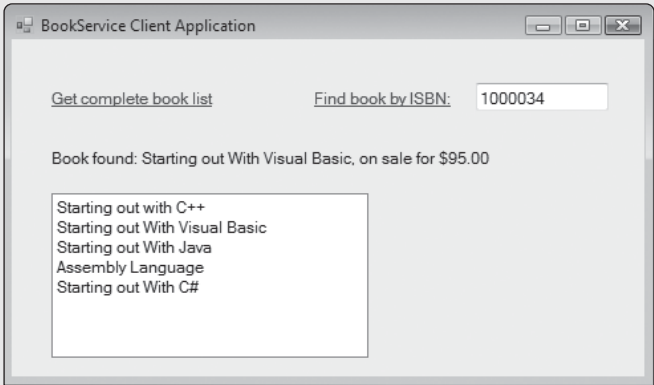 BookService Client Application
Get complete book list
Find book by ISBN: 1000034
Book found: Starting out With Visual Basic, on sale for $95.00
Starting out with C++
Starting out With Visual Basic
Starting out With Java
Assembly Language
Starting out With C#